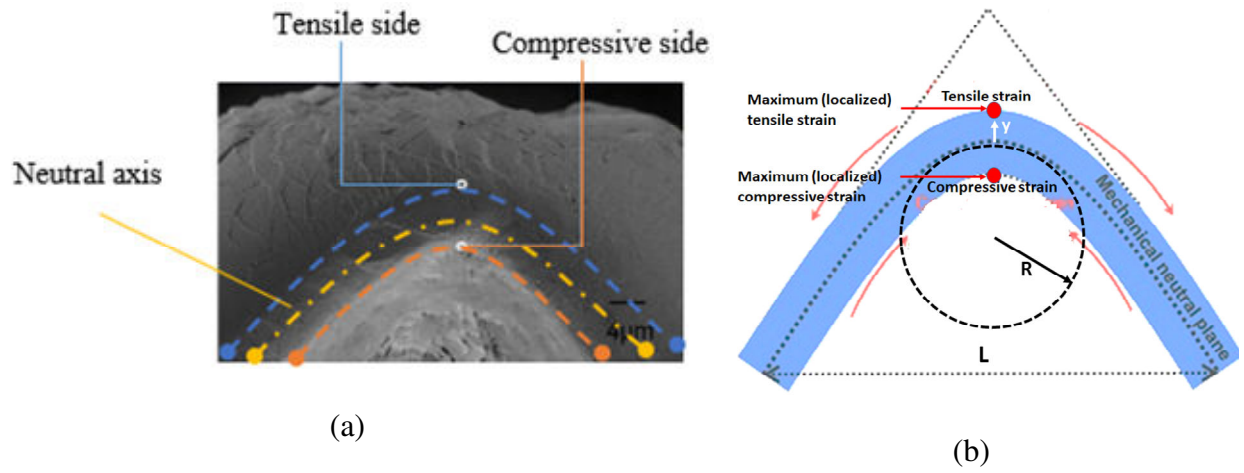 Tensile side
Compressive side
Neutral axis
4μm
(a)
Maximum (localized)
tensile strain
Tensile strain
y
Maximum (localized)
compressive strain
Compressive strain
R
L
Mechanical neutral plane
(b)